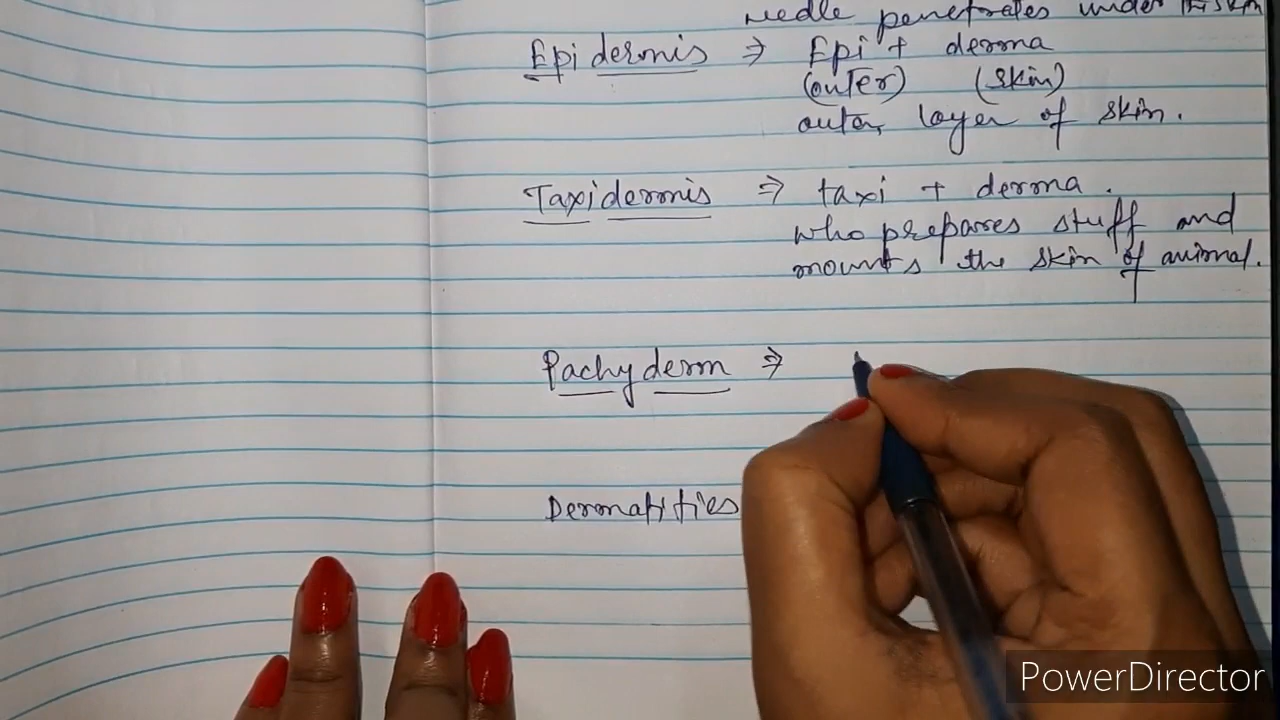 Needle penetrates under the skin
Epidermis ⇒ Epi + derma
(outer) (skin)
outer layer of skin.
Taxidermis ⇒ taxi + derma.
who prepares stuff and
mounts the skin of animal.
Pachyderm ⇒
Dermatities
PowerDirector